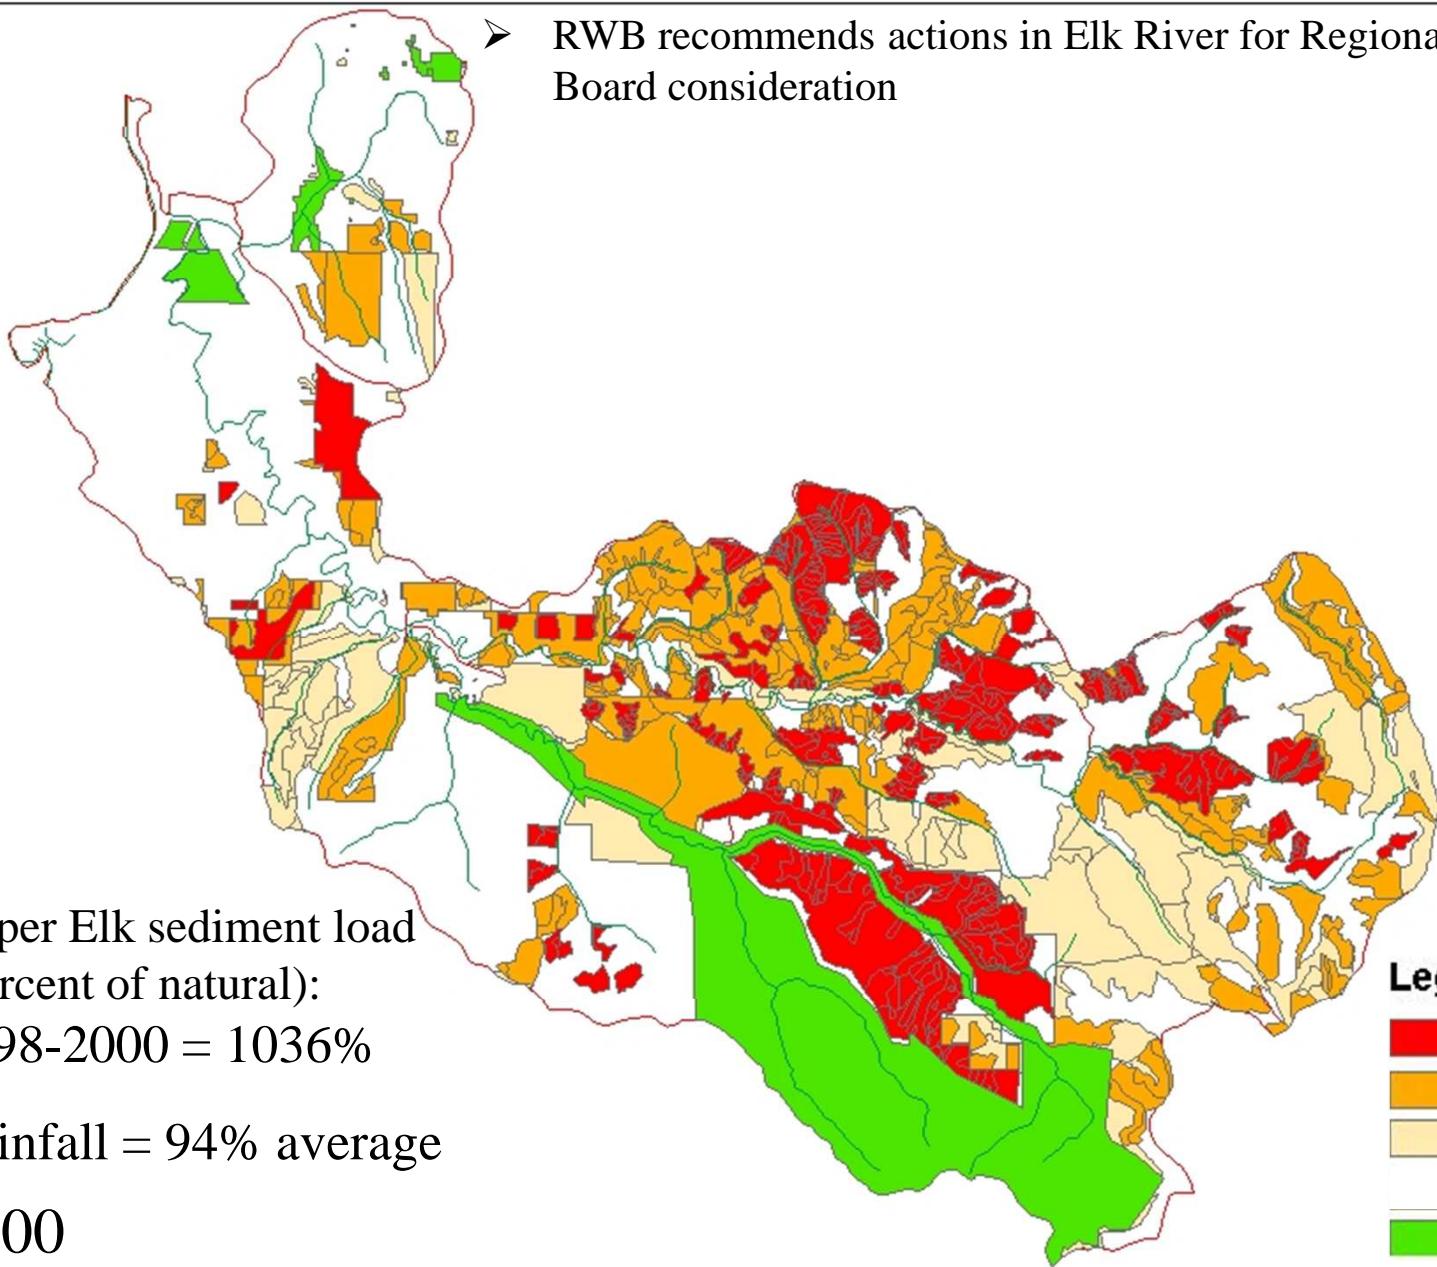 ➢ RWB recommends actions in Elk River for Regiona
Board consideration
per Elk sediment load
rcent of natural):
98-2000 = 1036%
infall = 94% average
00
Leg